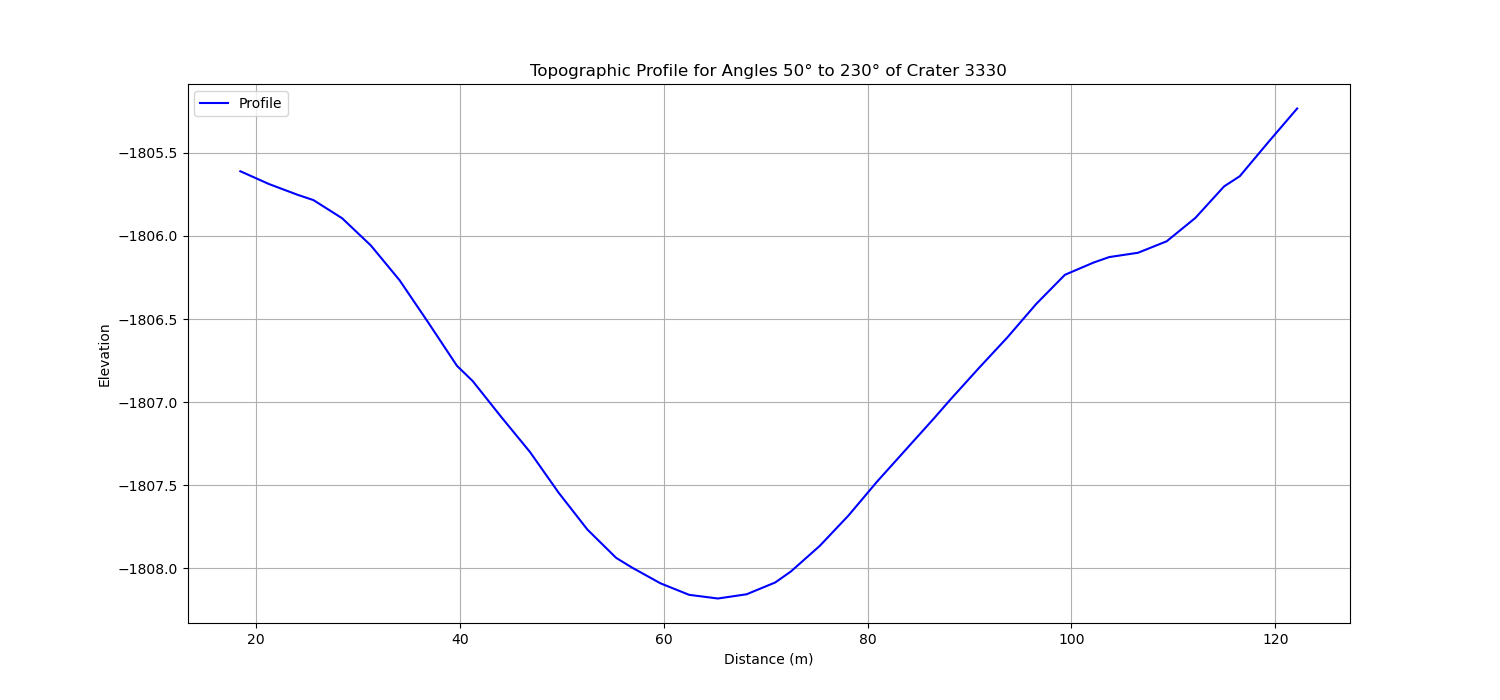 Topographic Profile for Angles 50° to 230° of Crater 3330
Profile
−1805.5
−1806.0
−1806.5
−1807.0
−1807.5
−1808.0
Elevation
20 40 60 80 100 120
Distance (m)